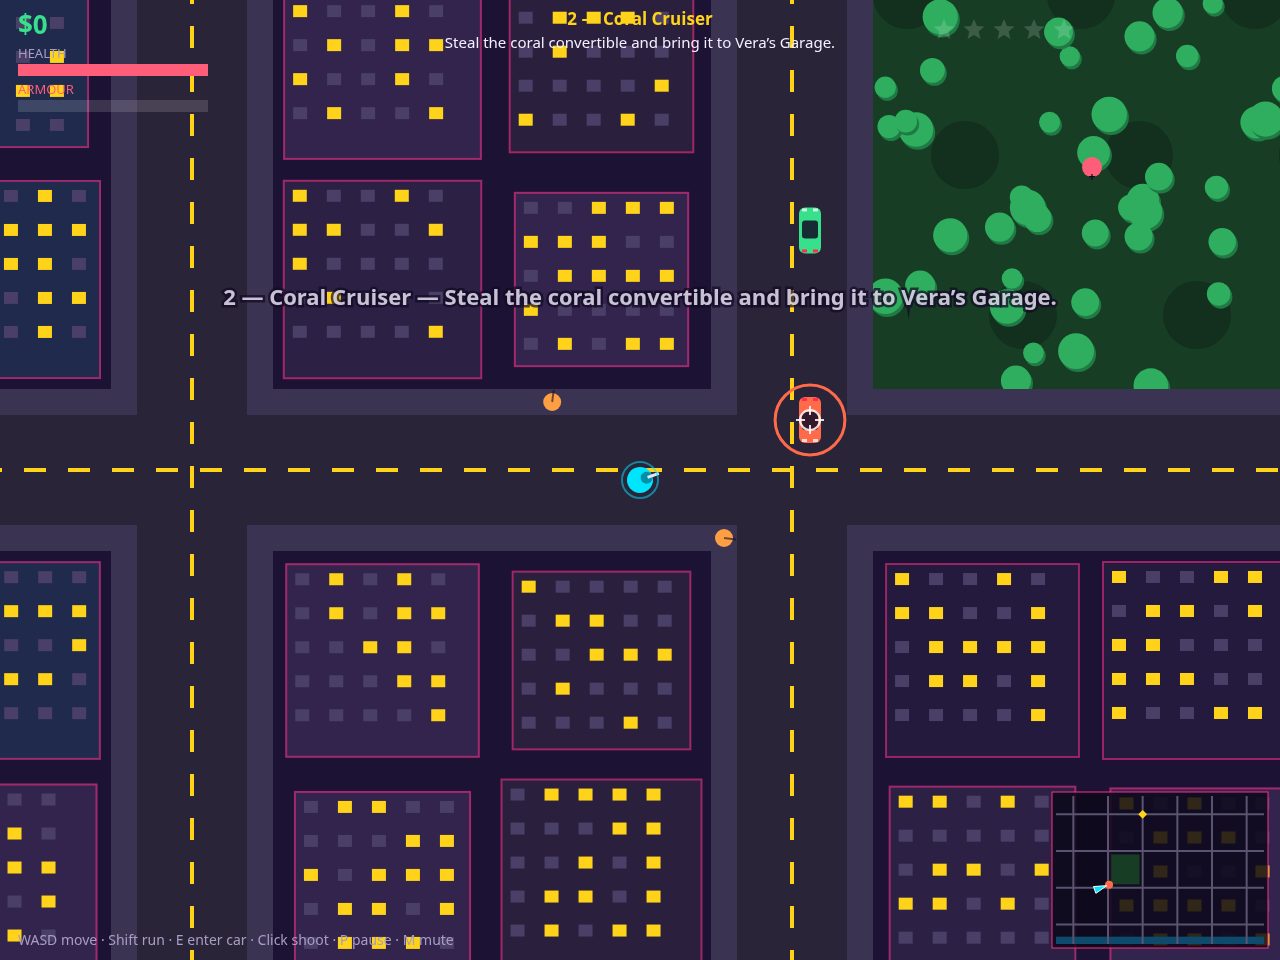 $0
HEALTH
ARMOUR
2 — Coral Cruiser
Steal the coral convertible and bring it to Vera’s Garage.
2 — Coral Cruiser — Steal the coral convertible and bring it to Vera’s Garage.
WASD move · Shift run · E enter car · Click shoot · P pause · M mute